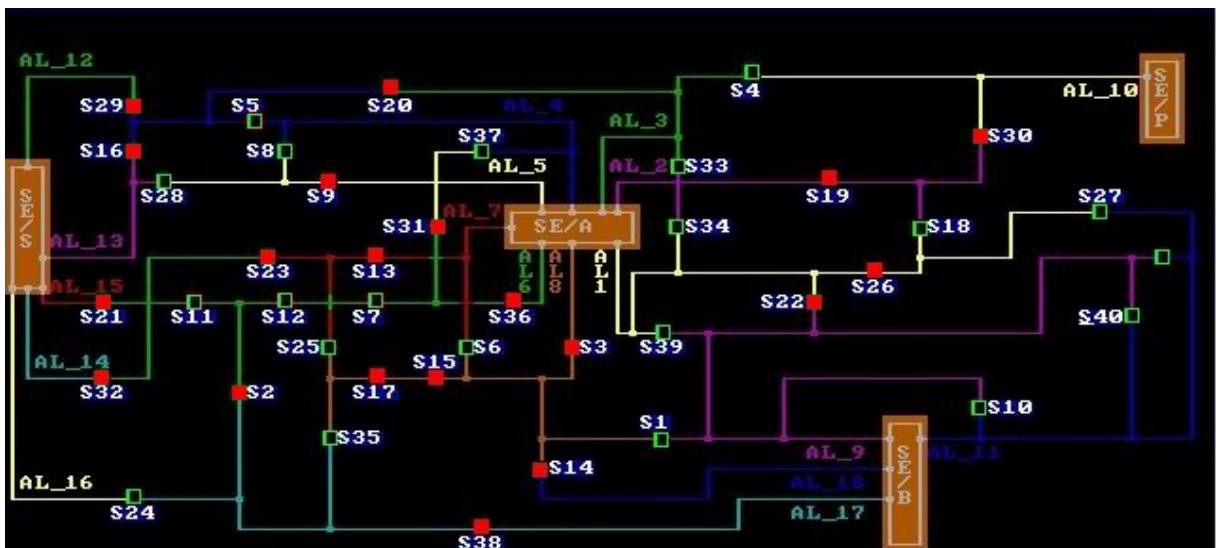 AL_12
S29
S5
S20
AL_4
S4
AL_10
SE/P
S16
S8
S37
AL_3
S30
S28
S9
AL_5
AL_2
S33
S19
S27
SE/S
AL_13
S31
AL_7
SE/A
S34
S18
S23
S13
AL6
AL8
AL1
S26
AL_15
S21
S11
S12
S7
S36
S22
S40
AL_14
S32
S25
S15
S6
S3
S39
S17
S2
S35
S1
S10
S14
AL_9
SE/B
AL_11
AL_16
S24
AL_18
AL_17
S38